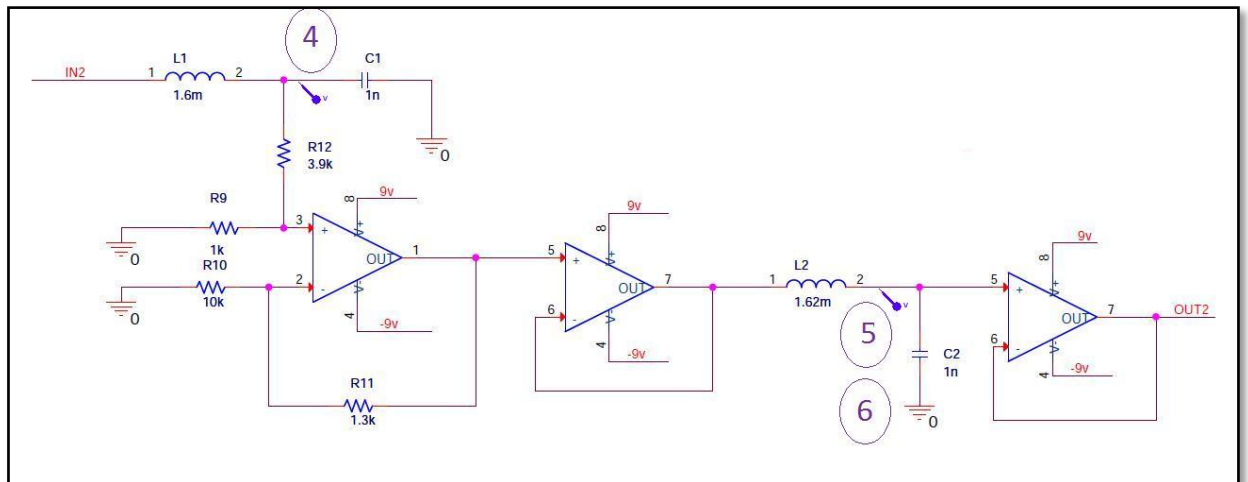 4
L1
C1
IN2
1
2
1.6m
1n
v
0
R12
3.9k
R9
1k
0
3
+
8
9v
V+
OUT
1
R10
10k
0
2
-
V-
4
-9v
R11
1.3k
5
+
8
9v
V+
OUT
7
6
-
V-
4
-9v
L2
1
2
1.62m
v
5
6
C2
1n
0
5
+
8
9v
V+
OUT
7
OUT2
6
-
V-
4
-9v